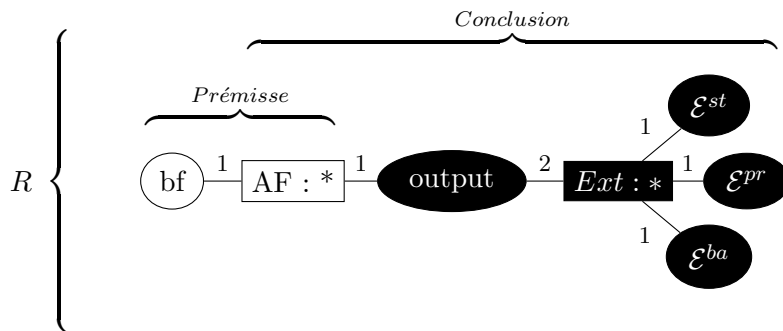 Conclusion
Prémisse
R
bf 1 AF : * 1 output 2 Ext : * 1 ℰ^{pr}
1 ℰ^{st}
1 ℰ^{ba}